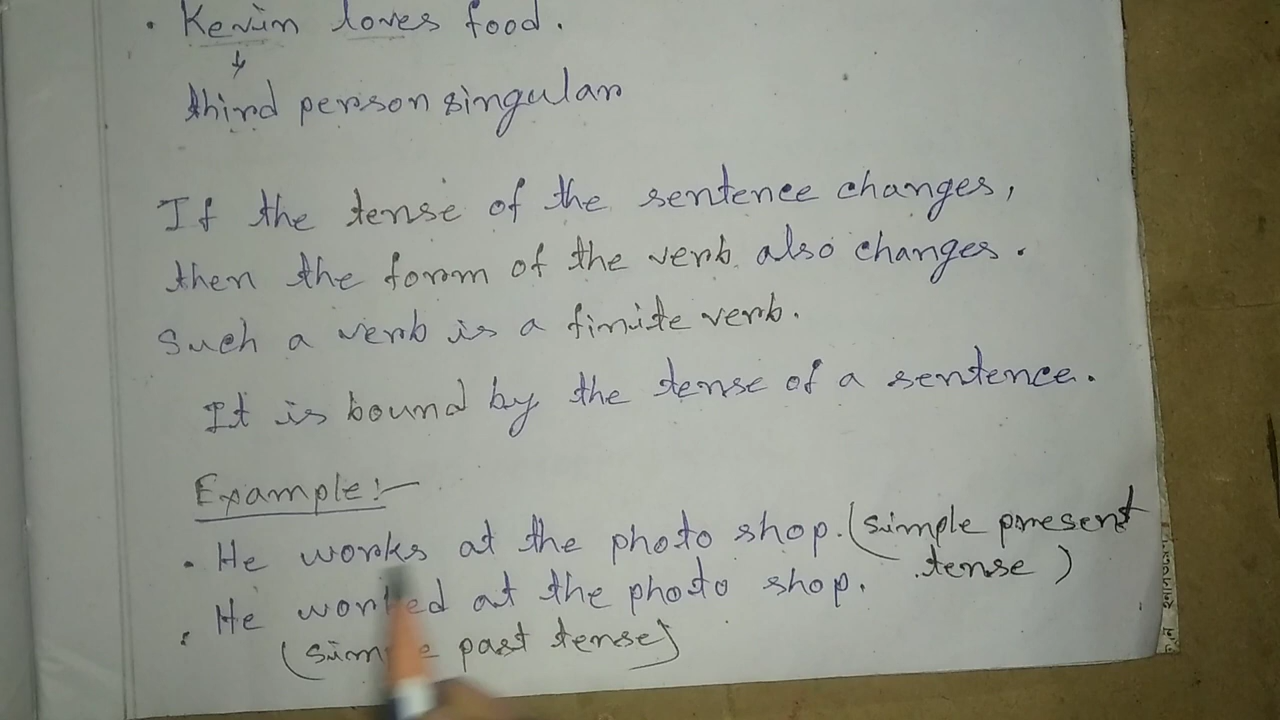 . Kevin loves food.
third person singular
If the tense of the sentence changes,
then the form of the verb also changes.
Such a verb is a finite verb.
It is bound by the tense of a sentence.
Example:-
. He works at the photo shop. (simple present
tense)
. He worked at the photo shop.
(simple past tense)